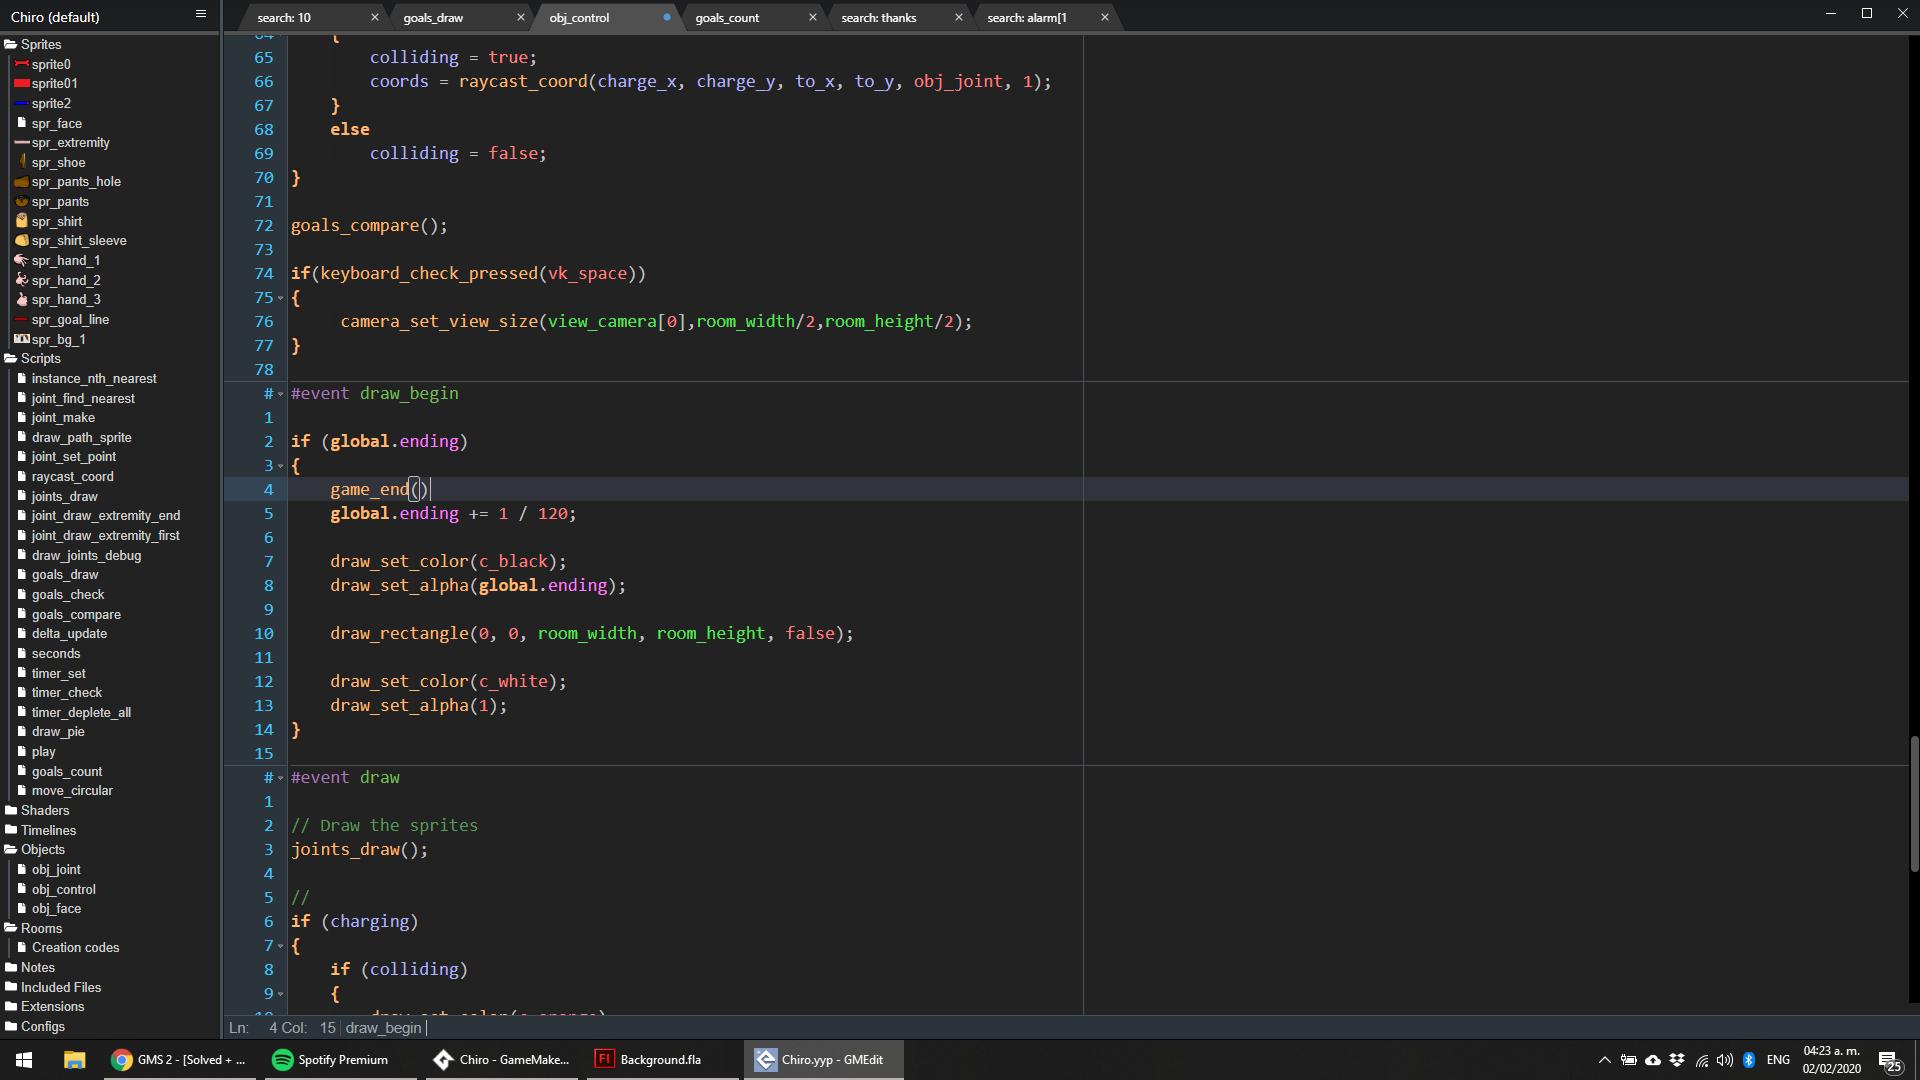 Chiro (default)
search: 10
goals_draw
obj_control
goals_count
search: thanks
search: alarm[1
Sprites
sprite0
sprite01
sprite2
spr_face
spr_extremity
spr_shoe
spr_pants_hole
spr_pants
spr_shirt
spr_shirt_sleeve
spr_hand_1
spr_hand_2
spr_hand_3
spr_goal_line
spr_bg_1
Scripts
instance_nth_nearest
joint_find_nearest
joint_make
draw_path_sprite
joint_set_point
raycast_coord
joints_draw
joint_draw_extremity_end
joint_draw_extremity_first
draw_joints_debug
goals_draw
goals_check
goals_compare
delta_update
seconds
timer_set
timer_check
timer_deplete_all
draw_pie
play
goals_count
move_circular
Shaders
Timelines
Objects
obj_joint
obj_control
obj_face
Rooms
Creation codes
Notes
Included Files
Extensions
Configs
64 {
65 colliding = true;
66 coords = raycast_coord(charge_x, charge_y, to_x, to_y, obj_joint, 1);
67 }
68 else
69 colliding = false;
70 }
71
72 goals_compare();
73
74 if(keyboard_check_pressed(vk_space))
75 {
76 camera_set_view_size(view_camera[0],room_width/2,room_height/2);
77 }
78
# #event draw_begin
1
2 if (global.ending)
3 {
4 game_end()
5 global.ending += 1 / 120;
6
7 draw_set_color(c_black);
8 draw_set_alpha(global.ending);
9
10 draw_rectangle(0, 0, room_width, room_height, false);
11
12 draw_set_color(c_white);
13 draw_set_alpha(1);
14 }
15
# #event draw
1
2 // Draw the sprites
3 joints_draw();
4
5 //
6 if (charging)
7 {
8 if (colliding)
9 {
10 draw_set_color(c_orange)
Ln: 4 Col: 15 draw_begin
GMS 2 - [Solved + ...
Spotify Premium
Chiro - GameMake...
Fl
Background.fla
Chiro.yyp - GMEdit
ENG
04:23 a. m.
02/02/2020
25